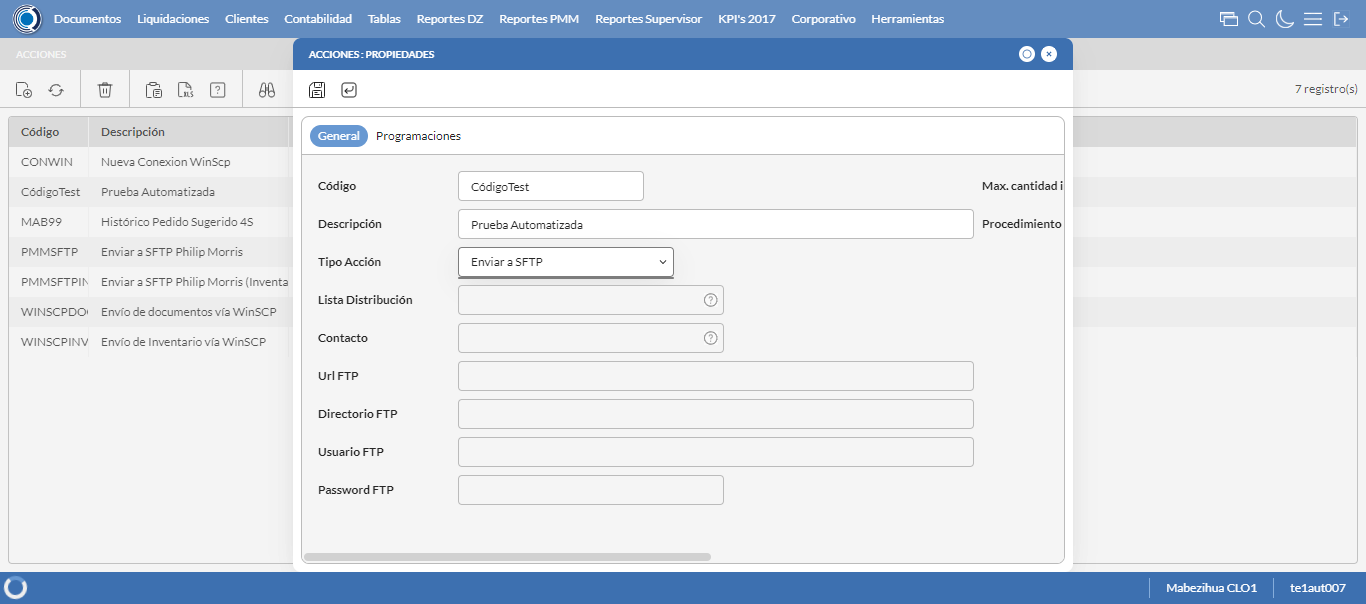 Documentos Liquidaciones Clientes Contabilidad Tablas Reportes DZ Reportes PMM Reportes Supervisor KPI's 2017 Corporativo Herramientas
ACCIONES
ACCIONES : PROPIEDADES
XLS ?
7 registro(s)
Código Descripción
CONWIN Nueva Conexion WinScp
CódigoTest Prueba Automatizada
MAB99 Histórico Pedido Sugerido 4S
PMMSFTP Enviar a SFTP Philip Morris
PMMSFTPIN Enviar a SFTP Philip Morris (Inventa
WINSCPDO Envío de documentos vía WinSCP
WINSCPINV Envío de Inventario vía WinSCP
General Programaciones
Código CódigoTest Max. cantidad i
Descripción Prueba Automatizada Procedimiento
Tipo Acción Enviar a SFTP
Lista Distribución ?
Contacto ?
Url FTP
Directorio FTP
Usuario FTP
Password FTP
Mabezihua CLO1 te1aut007